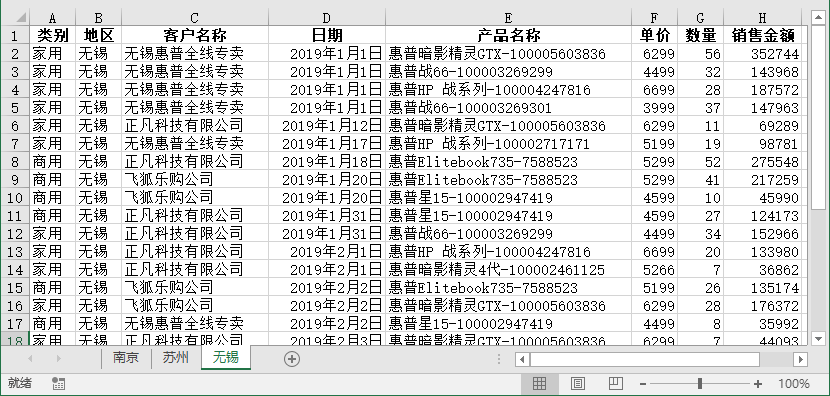 A B C D E F G H
1 类别 地区 客户名称 日期 产品名称 单价 数量 销售金额
2 家用 无锡 无锡惠普全线专卖 2019年1月1日 惠普暗影精灵GTX-100005603836 6299 56 352744
3 家用 无锡 无锡惠普全线专卖 2019年1月1日 惠普战66-100003269299 4499 32 143968
4 家用 无锡 无锡惠普全线专卖 2019年1月1日 惠普HP 战系列-100004247816 6699 28 187572
5 商用 无锡 无锡惠普全线专卖 2019年1月1日 惠普战66-100003269301 3999 37 147963
6 家用 无锡 正凡科技有限公司 2019年1月12日 惠普暗影精灵GTX-100005603836 6299 11 69289
7 家用 无锡 无锡惠普全线专卖 2019年1月17日 惠普HP 战系列-100002717171 5199 19 98781
8 商用 无锡 正凡科技有限公司 2019年1月18日 惠普Elitebook735-7588523 5299 52 275548
9 商用 无锡 飞狐乐购公司 2019年1月20日 惠普Elitebook735-7588523 5299 41 217259
10 商用 无锡 飞狐乐购公司 2019年1月20日 惠普星15-100002947419 4599 10 45990
11 商用 无锡 正凡科技有限公司 2019年1月31日 惠普星15-100002947419 4599 27 124173
12 家用 无锡 正凡科技有限公司 2019年1月31日 惠普战66-100003269299 4499 34 152966
13 家用 无锡 正凡科技有限公司 2019年2月1日 惠普HP 战系列-100004247816 6699 20 133980
14 家用 无锡 正凡科技有限公司 2019年2月1日 惠普暗影精灵4代-100002461125 5266 7 36862
15 商用 无锡 飞狐乐购公司 2019年2月2日 惠普Elitebook735-7588523 5199 26 135174
16 家用 无锡 飞狐乐购公司 2019年2月2日 惠普暗影精灵GTX-100005603836 6299 28 176372
17 商用 无锡 无锡惠普全线专卖 2019年2月2日 惠普星15-100002947419 4499 8 35992
18 家用 无锡 正凡科技有限公司 2019年2月3日 惠普暗影精灵GTX-100005603836 6299 7 44093
南京 苏州 无锡
就绪 100%